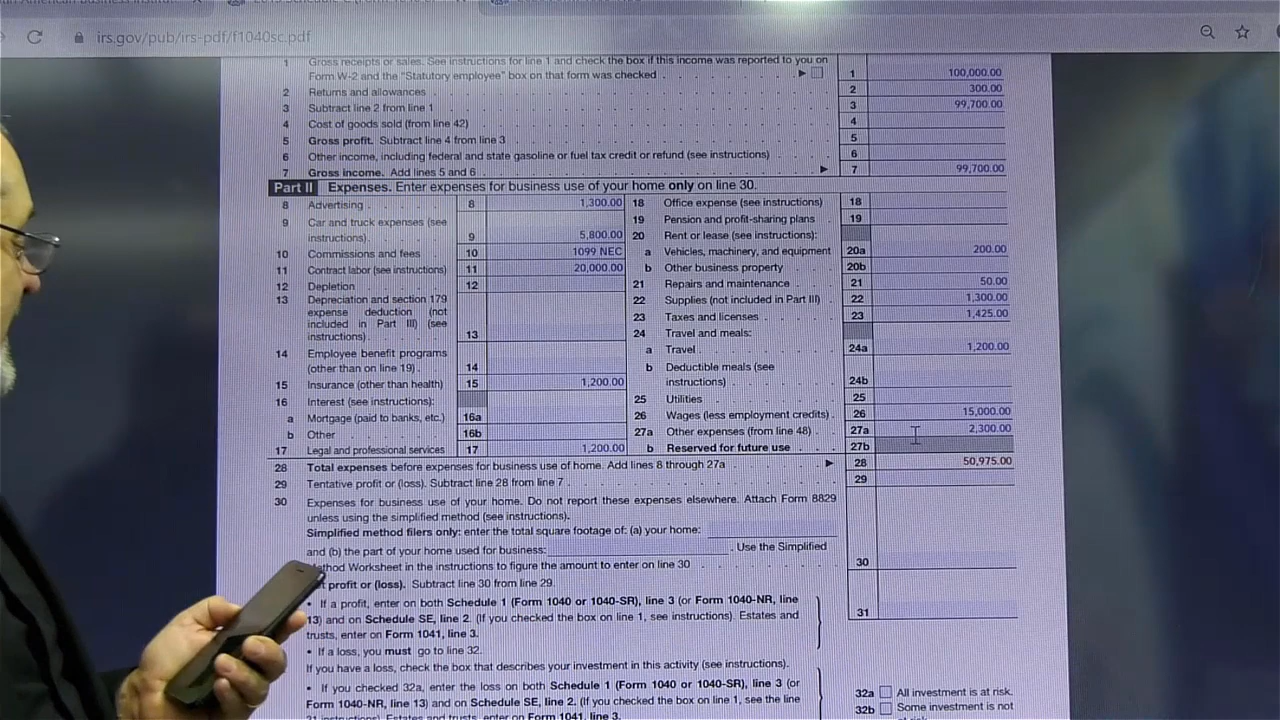 irs.gov/pub/irs-pdf/f1040sc.pdf
1 Gross receipts or sales. See instructions for line 1 and check the box if this income was reported to you on
Form W-2 and the "Statutory employee" box on that form was checked 1 100,000.00
2 Returns and allowances 2 300.00
3 Subtract line 2 from line 1 3 99,700.00
4 Cost of goods sold (from line 42) 4
5 Gross profit. Subtract line 4 from line 3 5
6 Other income, including federal and state gasoline or fuel tax credit or refund (see instructions) 6
7 Gross income. Add lines 5 and 6 7 99,700.00
Part II Expenses. Enter expenses for business use of your home only on line 30.
8 Advertising 8 1,300.00
9 Car and truck expenses (see
instructions) 9 5,800.00
10 Commissions and fees 10 1099 NEC
11 Contract labor (see instructions) 11 20,000.00
12 Depletion 12
13 Depreciation and section 179
expense deduction (not
included in Part III) (see
instructions) 13
14 Employee benefit programs
(other than on line 19) 14
15 Insurance (other than health) 15 1,200.00
16 Interest (see instructions):
a Mortgage (paid to banks, etc.) 16a
b Other 16b
17 Legal and professional services 17 1,200.00
18 Office expense (see instructions) 18
19 Pension and profit-sharing plans 19
20 Rent or lease (see instructions):
a Vehicles, machinery, and equipment 20a 200.00
b Other business property 20b
21 Repairs and maintenance 21 50.00
22 Supplies (not included in Part III) 22 1,300.00
23 Taxes and licenses 23 1,425.00
24 Travel and meals:
a Travel 24a 1,200.00
b Deductible meals (see
instructions) 24b
25 Utilities 25
26 Wages (less employment credits) 26 15,000.00
27a Other expenses (from line 48) 27a 2,300.00
b Reserved for future use 27b
28 Total expenses before expenses for business use of home. Add lines 8 through 27a 28 50,975.00
29 Tentative profit or (loss). Subtract line 28 from line 7 29
30 Expenses for business use of your home. Do not report these expenses elsewhere. Attach Form 8829
unless using the simplified method (see instructions).
Simplified method filers only: enter the total square footage of: (a) your home:
and (b) the part of your home used for business: . Use the Simplified
Worksheet in the instructions to figure the amount to enter on line 30 30
profit or (loss). Subtract line 30 from line 29.
• If a profit, enter on both Schedule 1 (Form 1040 or 1040-SR), line 3 (or Form 1040-NR, line
13) and on Schedule SE, line 2. (If you checked the box on line 1, see instructions). Estates and
trusts, enter on Form 1041, line 3. 31
• If a loss, you must go to line 32.
If you have a loss, check the box that describes your investment in this activity (see instructions).
• If you checked 32a, enter the loss on both Schedule 1 (Form 1040 or 1040-SR), line 3 (or
Form 1040-NR, line 13) and on Schedule SE, line 2. (If you checked the box on line 1, see the line
31 instructions). Estates and trusts, enter on Form 1041, line 3.
32a All investment is at risk.
32b Some investment is not